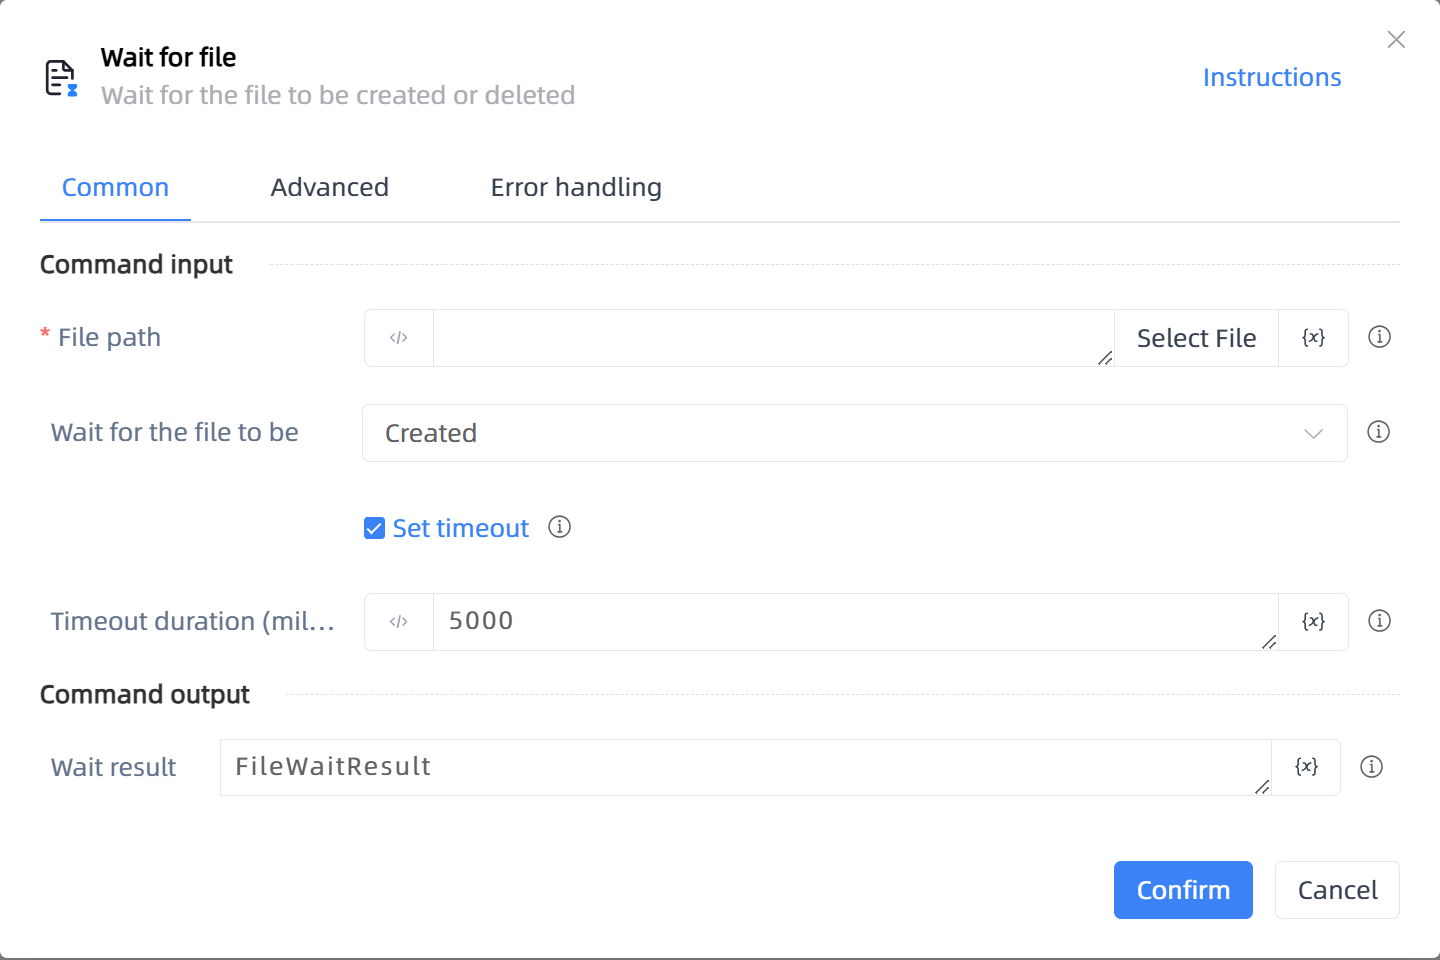 Wait for file
Wait for the file to be created or deleted
Instructions
Common Advanced Error handling
Command input
* File path </> Select File {x}
Wait for the file to be Created
Set timeout
Timeout duration (mil... </> 5000 {x}
Command output
Wait result FileWaitResult {x}
Confirm Cancel